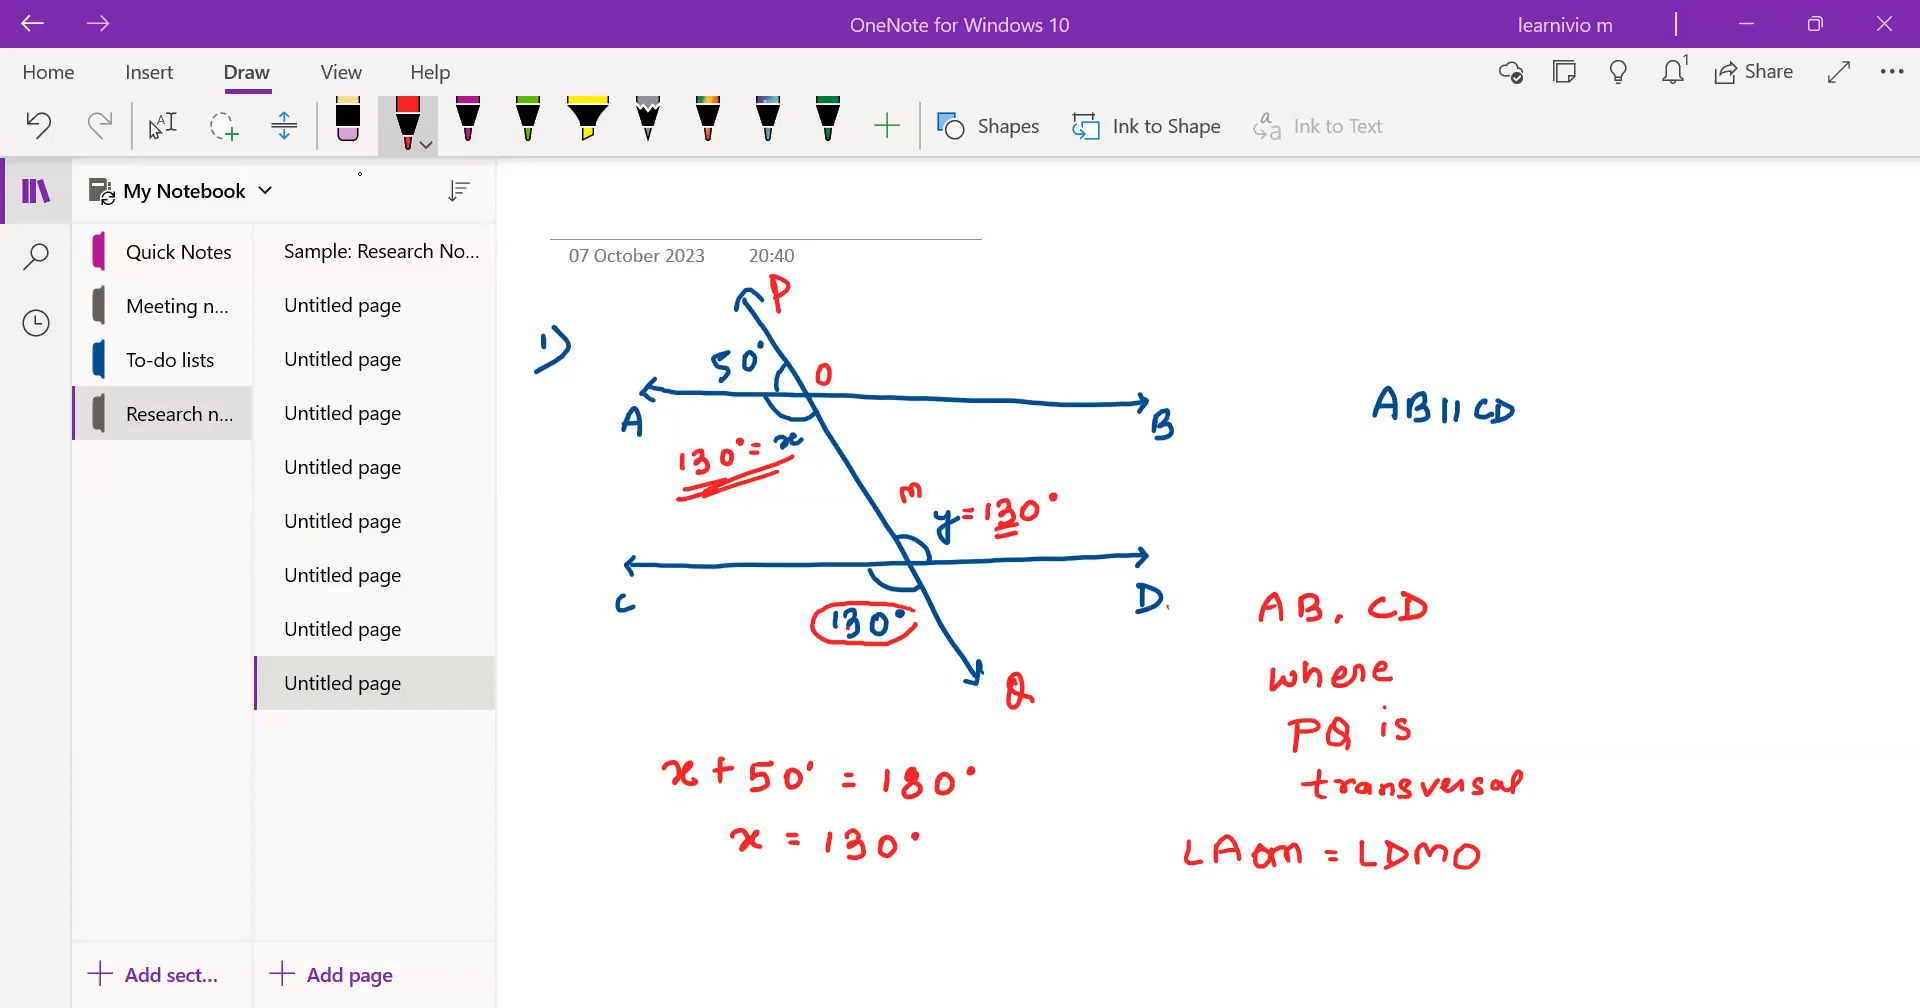 OneNote for Windows 10
learnivio m
Home Insert Draw View Help
1
Share
Shapes
Ink to Shape
Ink to Text
My Notebook
Quick Notes
Meeting n...
To-do lists
Research n...
Sample: Research No...
Untitled page
Untitled page
Untitled page
Untitled page
Untitled page
Untitled page
Untitled page
Untitled page
Add sect...
Add page
07 October 2023 20:40
1)
P
50°
O
A
B
130° = x
AB || CD
m
y = 130°
C
D
130°
Q
x + 50° = 180°
x = 130°
AB, CD
where
PQ is
transversal
∠AOM = ∠DMO